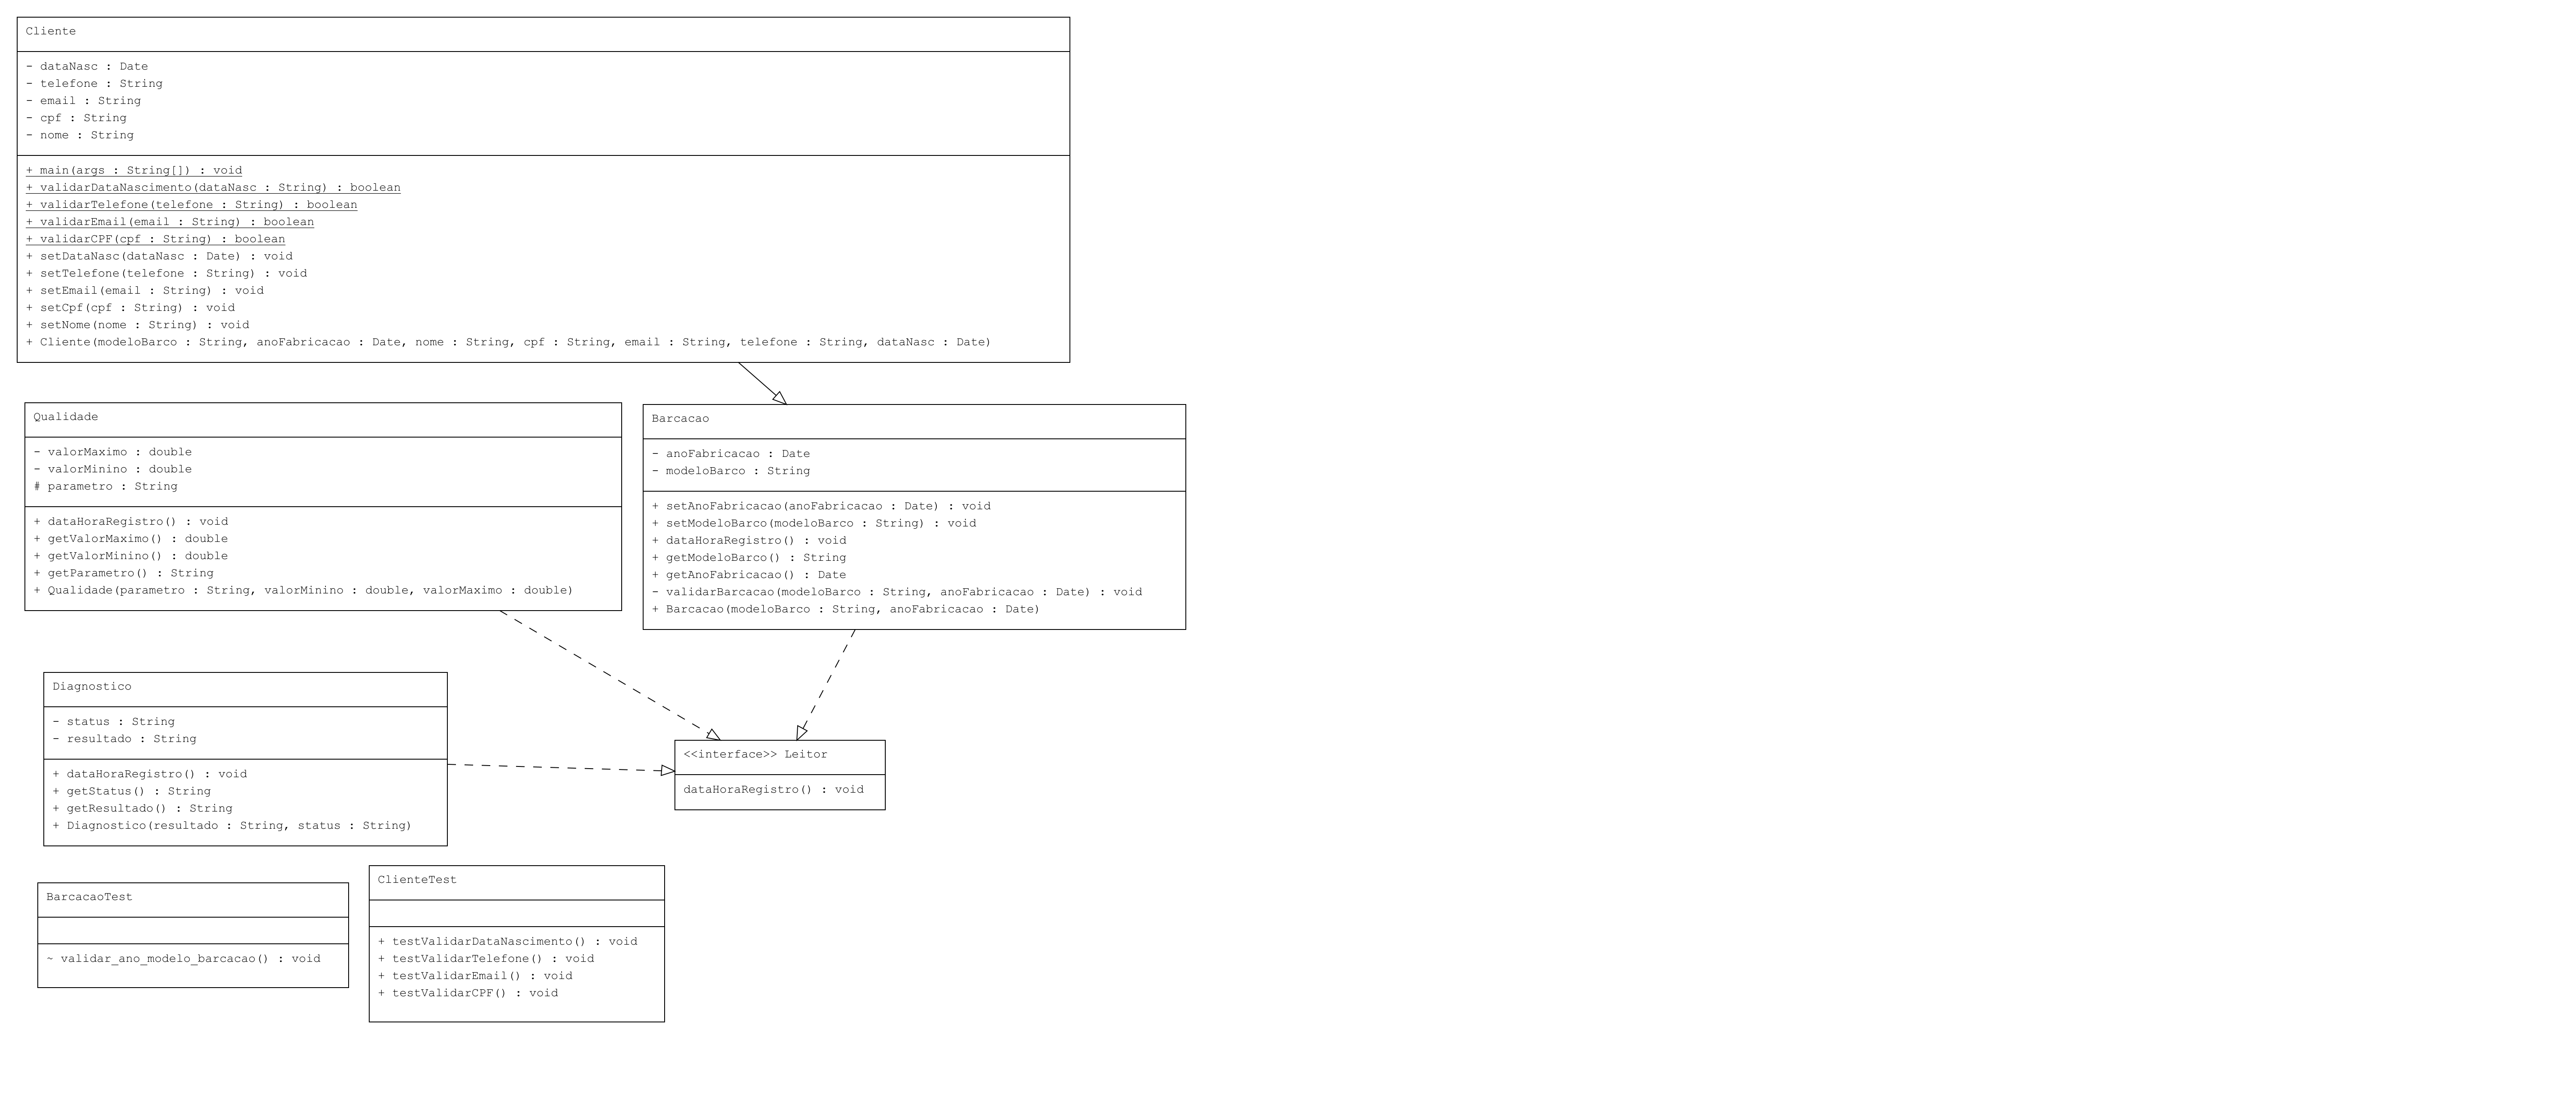 Cliente
- dataNasc : Date
- telefone : String
- email : String
- cpf : String
- nome : String
+ main(args : String[]) : void
+ validarDataNascimento(dataNasc : String) : boolean
+ validarTelefone(telefone : String) : boolean
+ validarEmail(email : String) : boolean
+ validarCPF(cpf : String) : boolean
+ setDataNasc(dataNasc : Date) : void
+ setTelefone(telefone : String) : void
+ setEmail(email : String) : void
+ setCpf(cpf : String) : void
+ setNome(nome : String) : void
+ Cliente(modeloBarco : String, anoFabricacao : Date, nome : String, cpf : String, email : String, telefone : String, dataNasc : Date)
Qualidade
- valorMaximo : double
- valorMinino : double
# parametro : String
+ dataHoraRegistro() : void
+ getValorMaximo() : double
+ getValorMinino() : double
+ getParametro() : String
+ Qualidade(parametro : String, valorMinino : double, valorMaximo : double)
Barcacao
- anoFabricacao : Date
- modeloBarco : String
+ setAnoFabricacao(anoFabricacao : Date) : void
+ setModeloBarco(modeloBarco : String) : void
+ dataHoraRegistro() : void
+ getModeloBarco() : String
+ getAnoFabricacao() : Date
- validarBarcacao(modeloBarco : String, anoFabricacao : Date) : void
+ Barcacao(modeloBarco : String, anoFabricacao : Date)
Diagnostico
- status : String
- resultado : String
+ dataHoraRegistro() : void
+ getStatus() : String
+ getResultado() : String
+ Diagnostico(resultado : String, status : String)
<<interface>> Leitor
dataHoraRegistro() : void
BarcacaoTest
~ validar_ano_modelo_barcacao() : void
ClienteTest
+ testValidarDataNascimento() : void
+ testValidarTelefone() : void
+ testValidarEmail() : void
+ testValidarCPF() : void